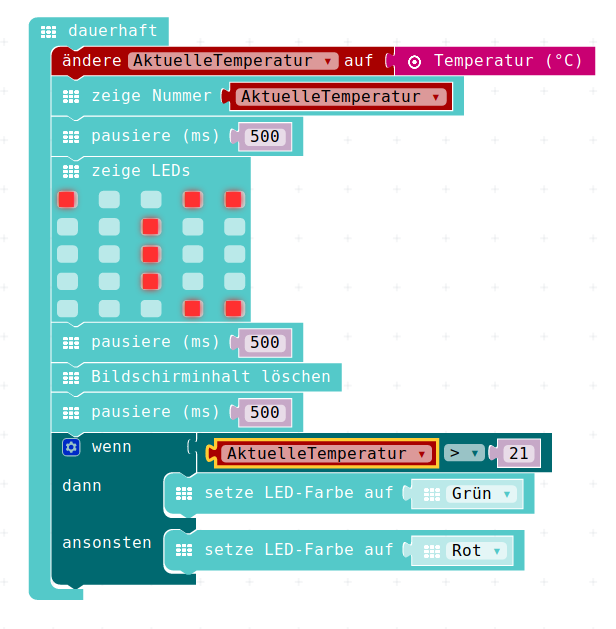 dauerhaft
ändere AktuelleTemperatur auf Temperatur (°C)
zeige Nummer AktuelleTemperatur
pausiere (ms) 500
zeige LEDs
pausiere (ms) 500
Bildschirminhalt löschen
pausiere (ms) 500
wenn AktuelleTemperatur > 21
dann setze LED-Farbe auf Grün
ansonsten setze LED-Farbe auf Rot